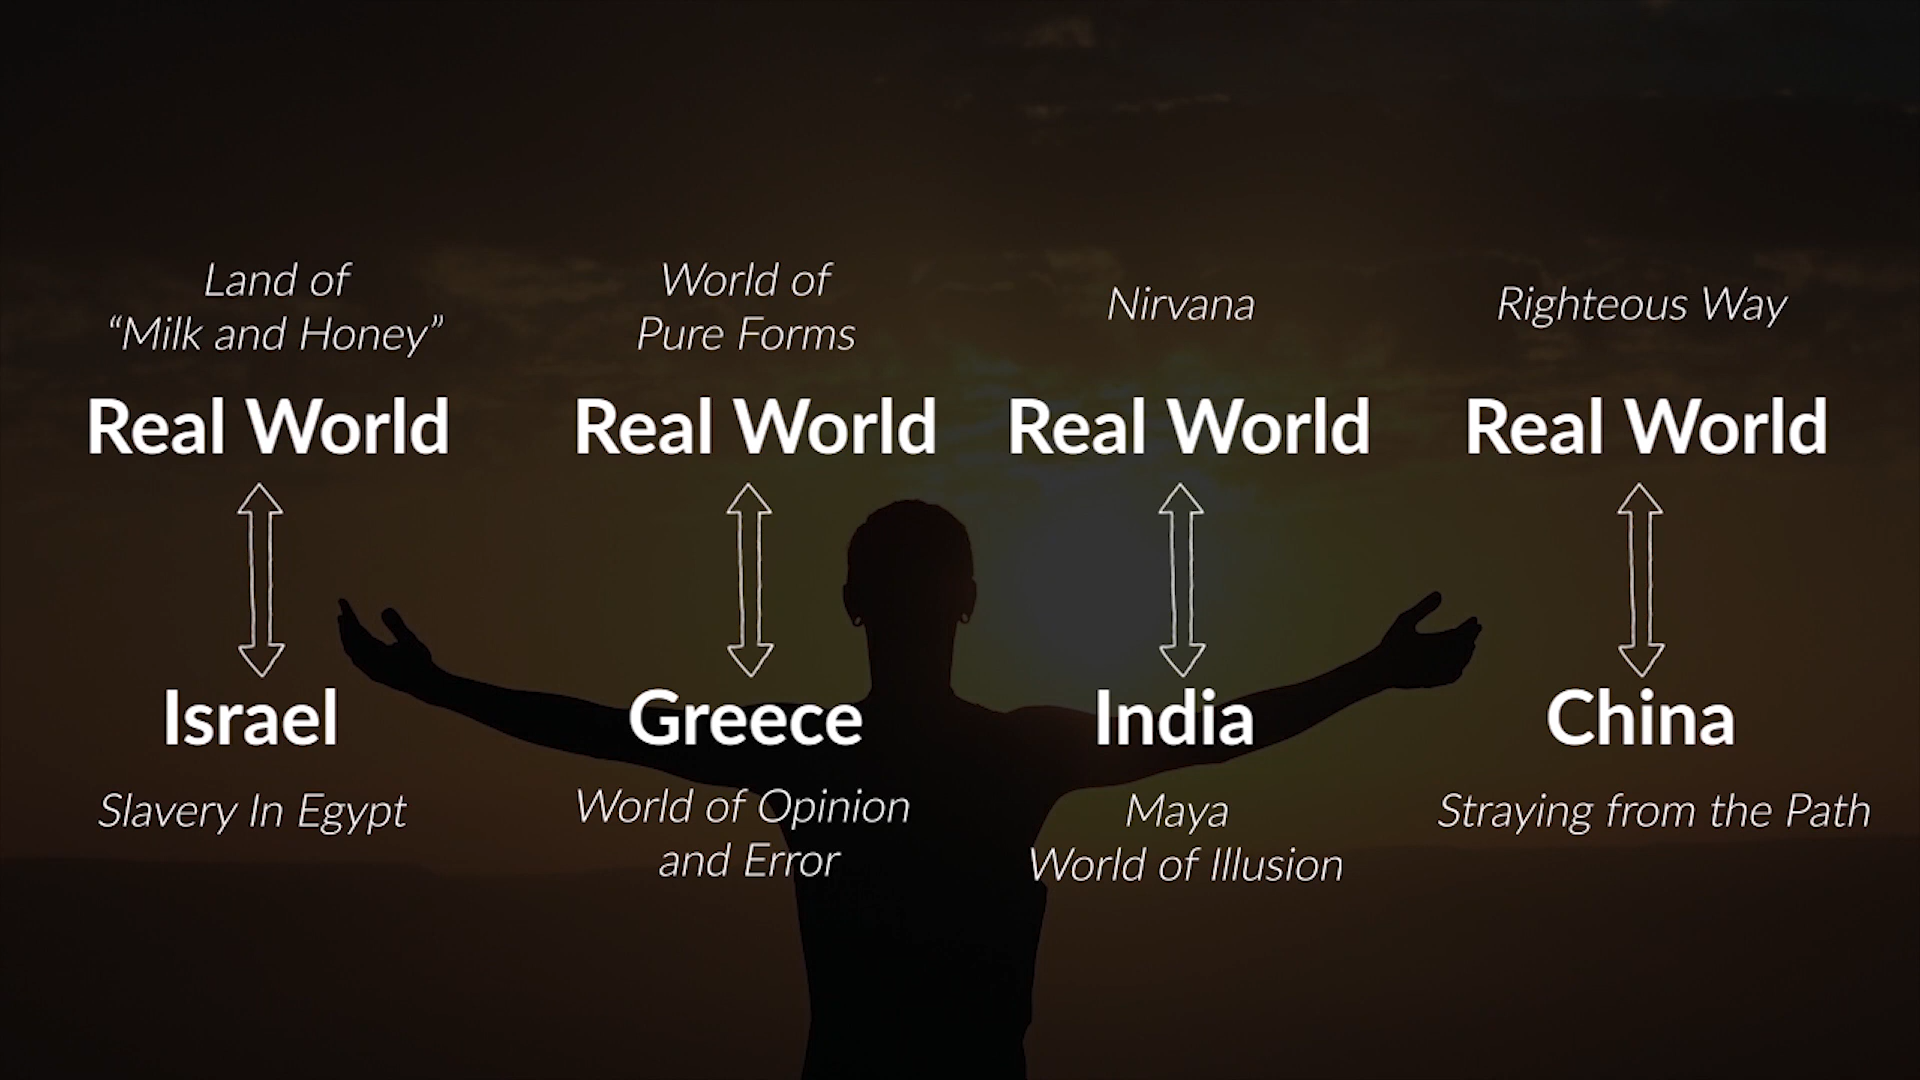 Land of
“Milk and Honey”
Real World
Israel
Slavery In Egypt
World of
Pure Forms
Real World
Greece
World of Opinion
and Error
Nirvana
Real World
India
Maya
World of Illusion
Righteous Way
Real World
China
Straying from the Path